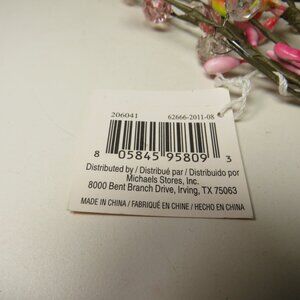 206041 62666-2011-08
8 05845 95809 3
Distributed by / Distribué par / Distribuido por
Michaels Stores, Inc.
8000 Bent Branch Drive, Irving, TX 75063
MADE IN CHINA / FABRIQUÉ EN CHINE / HECHO EN CHINA